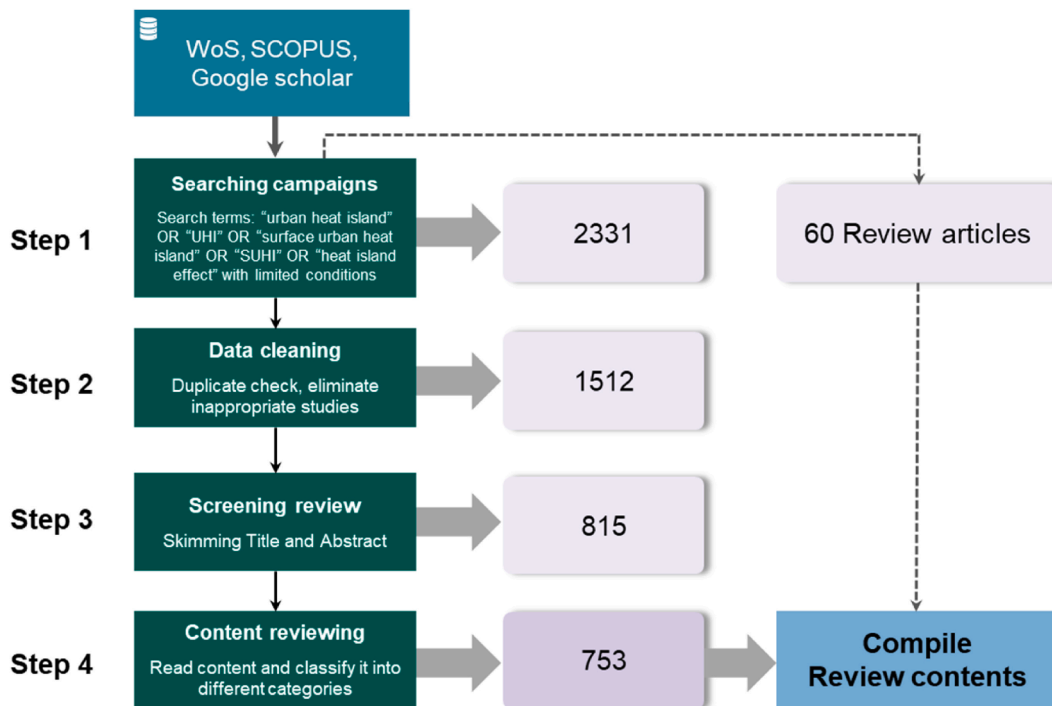 WoS, SCOPUS,
Google scholar
Step 1
Searching campaigns
Search terms: “urban heat island”
OR “UHI” OR “surface urban heat
island” OR “SUHI” OR “heat island
effect” with limited conditions
2331
60 Review articles
Step 2
Data cleaning
Duplicate check, eliminate
inappropriate studies
1512
Step 3
Screening review
Skimming Title and Abstract
815
Step 4
Content reviewing
Read content and classify it into
different categories
753
Compile
Review contents